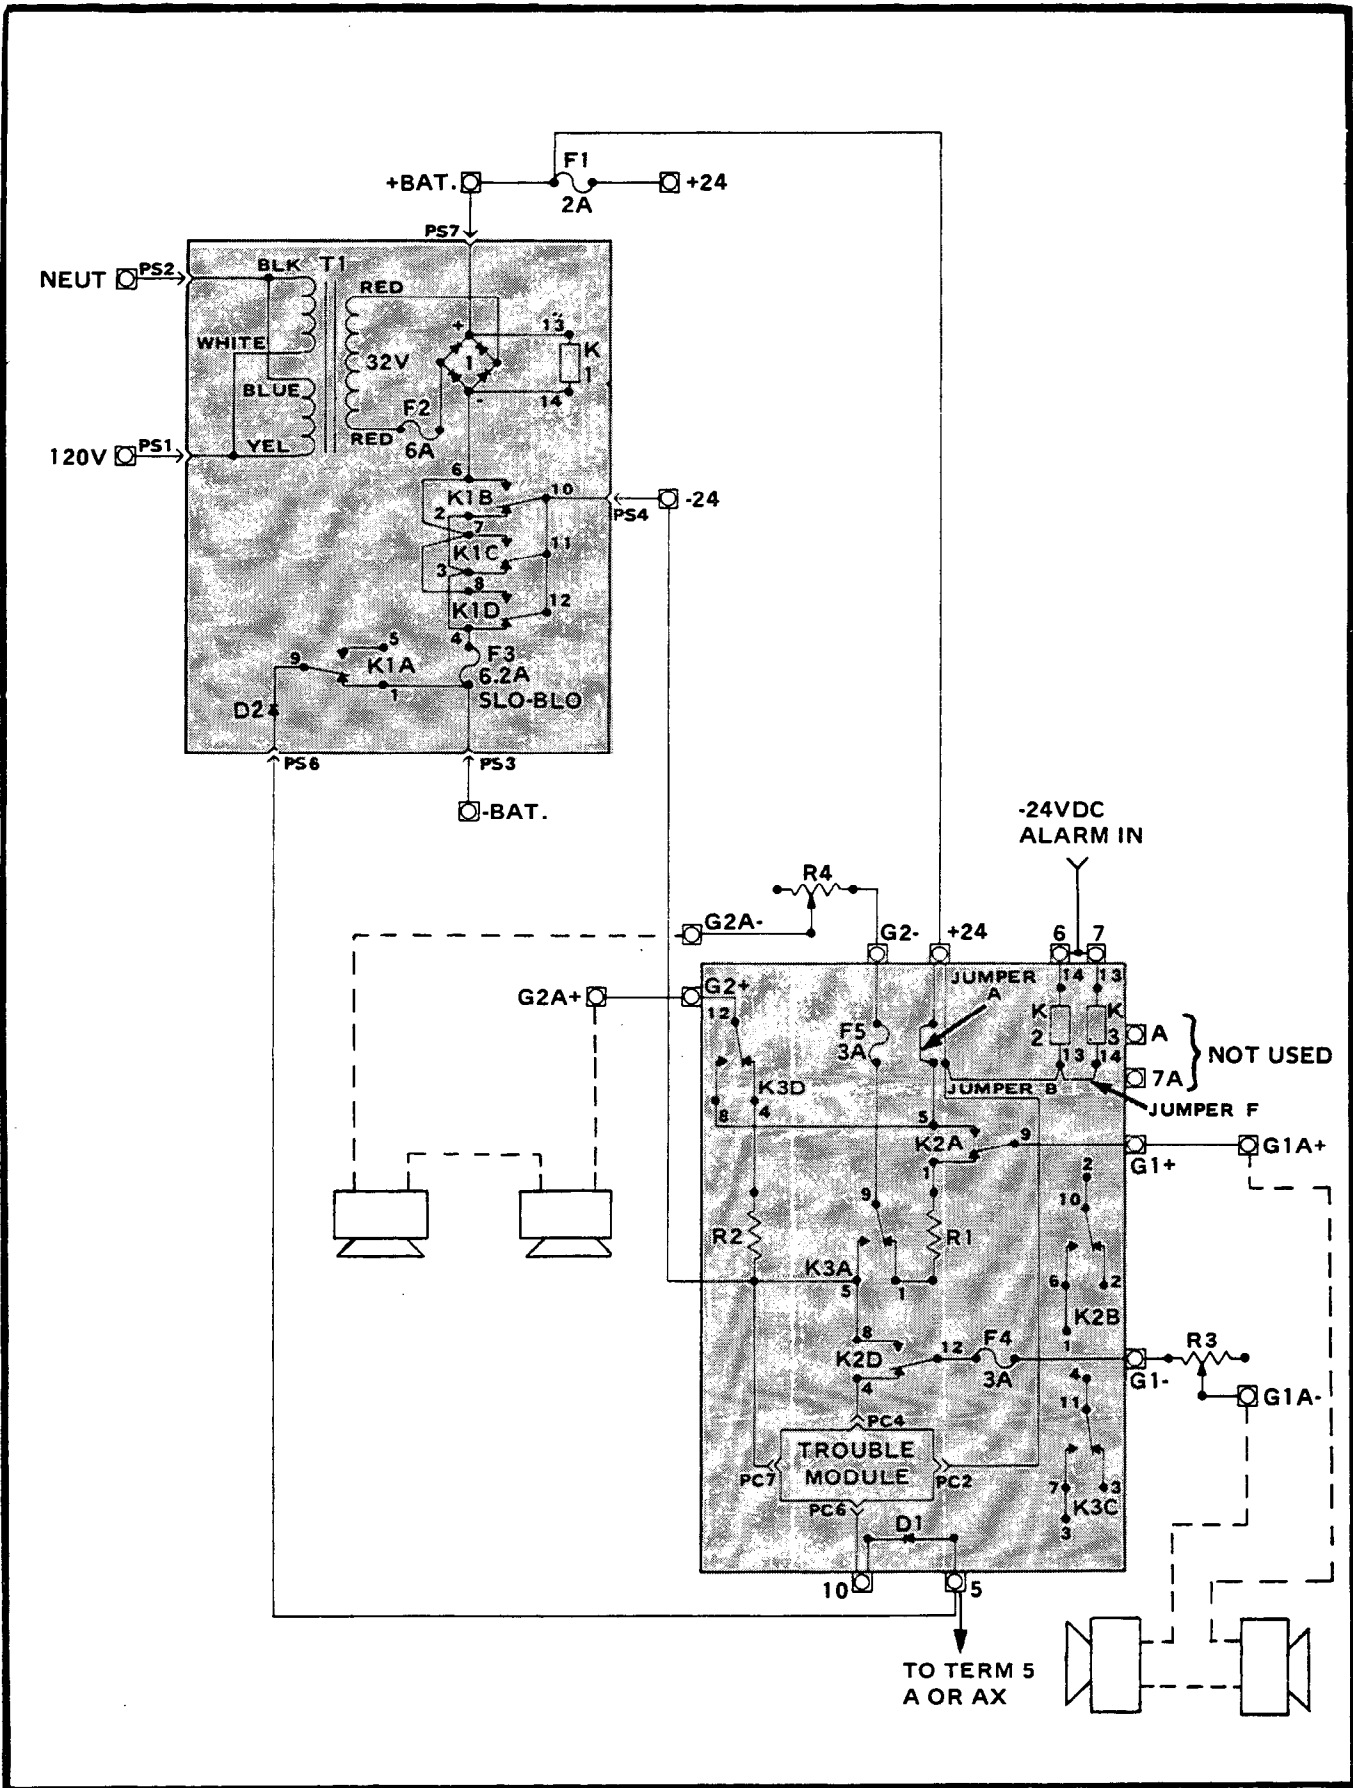 F1
+BAT.
+24
2A
PS7
NEUT
PS2
BLK
T1
RED
WHITE
32V
+
1
-
13
K
1
14
BLUE
F2
6A
RED
120V
PS1
YEL
6
K1B
10
-24
PS4
2
7
K1C
11
3
8
K1D
12
4
5
9
K1A
1
F3
6.2A
SLO-BLO
D2
PS6
PS3
-BAT.
-24VDC
ALARM IN
R4
G2A-
G2-
+24
6
7
JUMPER
A
14
13
G2A+
G2+
12
F5
3A
K
2
K
3
A
NOT USED
13
14
7A
K3D
JUMPER B
JUMPER F
8
4
5
K2A
9
G1+
G1A+
1
2
10
9
R2
R1
K3A
5
1
6
2
K2B
1
8
K2D
12
F4
3A
R3
4
G1-
4
G1A-
11
PC4
TROUBLE
MODULE
PC7
PC2
7
3
K3C
3
PC6
D1
10
5
TO TERM 5
A OR AX